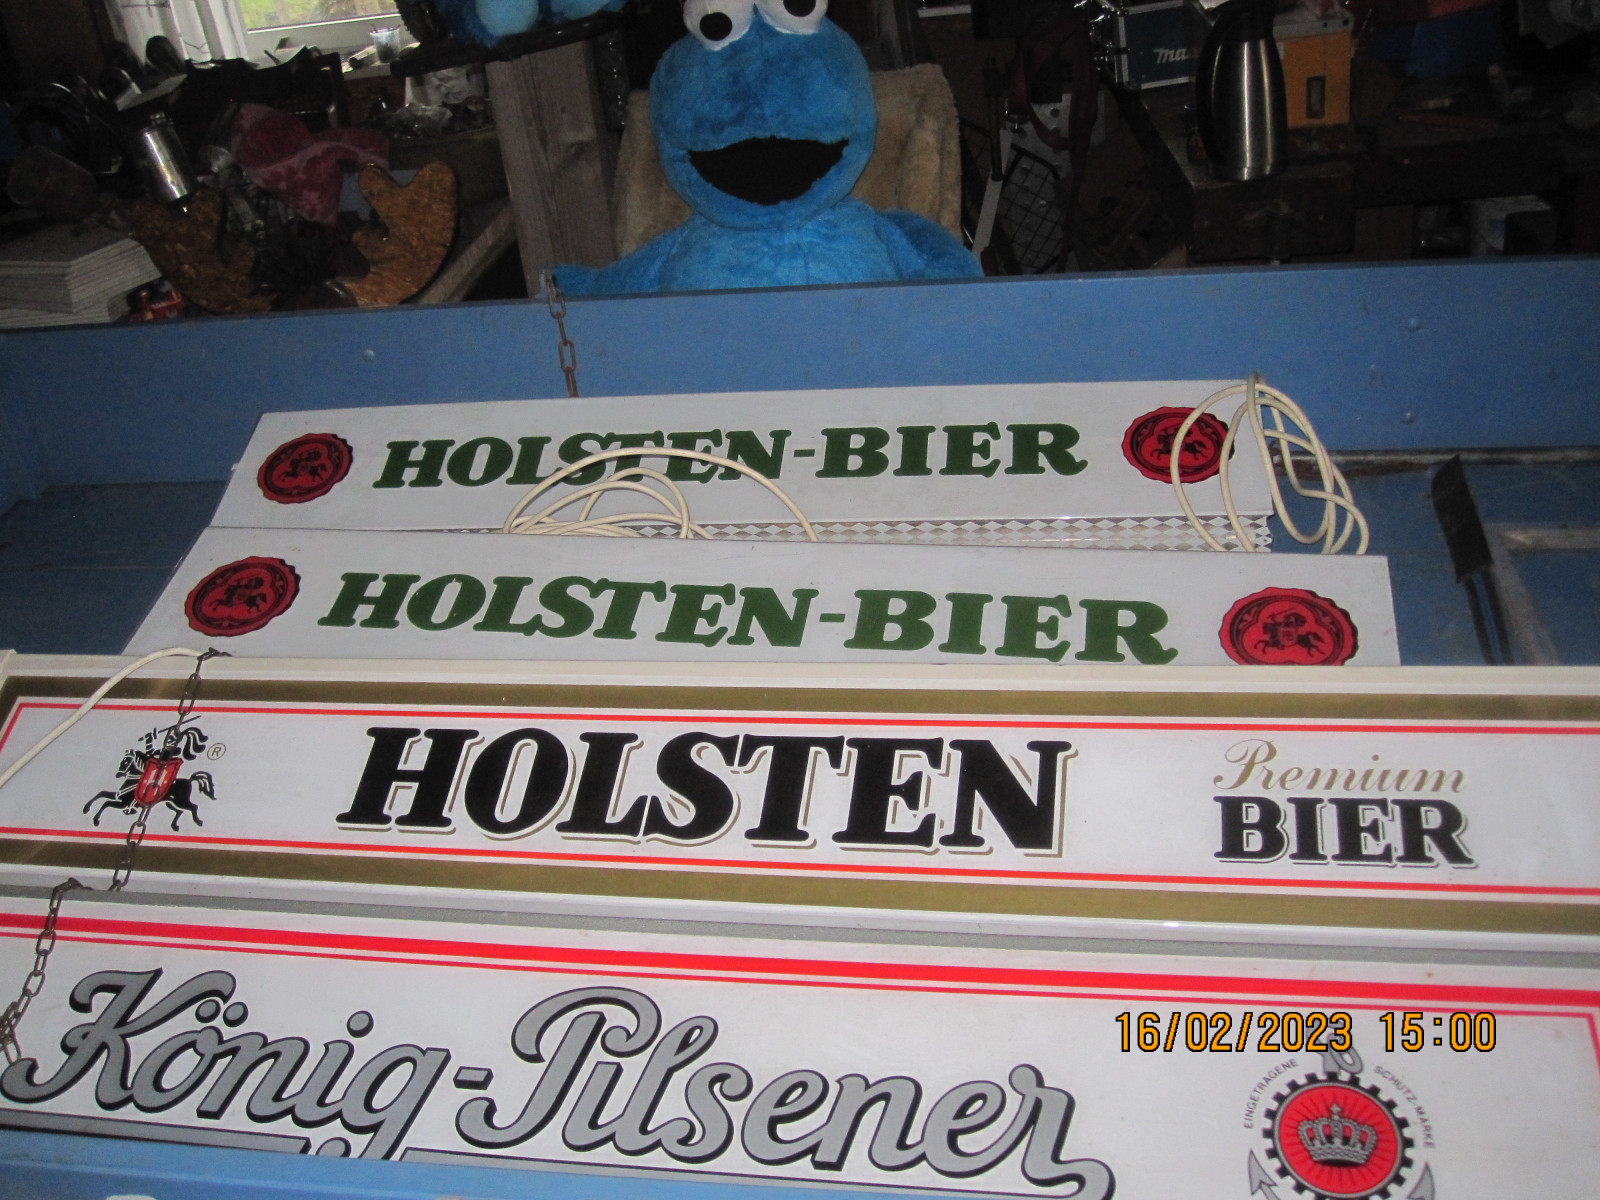 HOLSTEN-BIER
HOLSTEN-BIER
®
HOLSTEN
Premium
BIER
König-Pilsener
16/02/2023 15:00
EINGETRAGENE SCHUTZ-MARKE